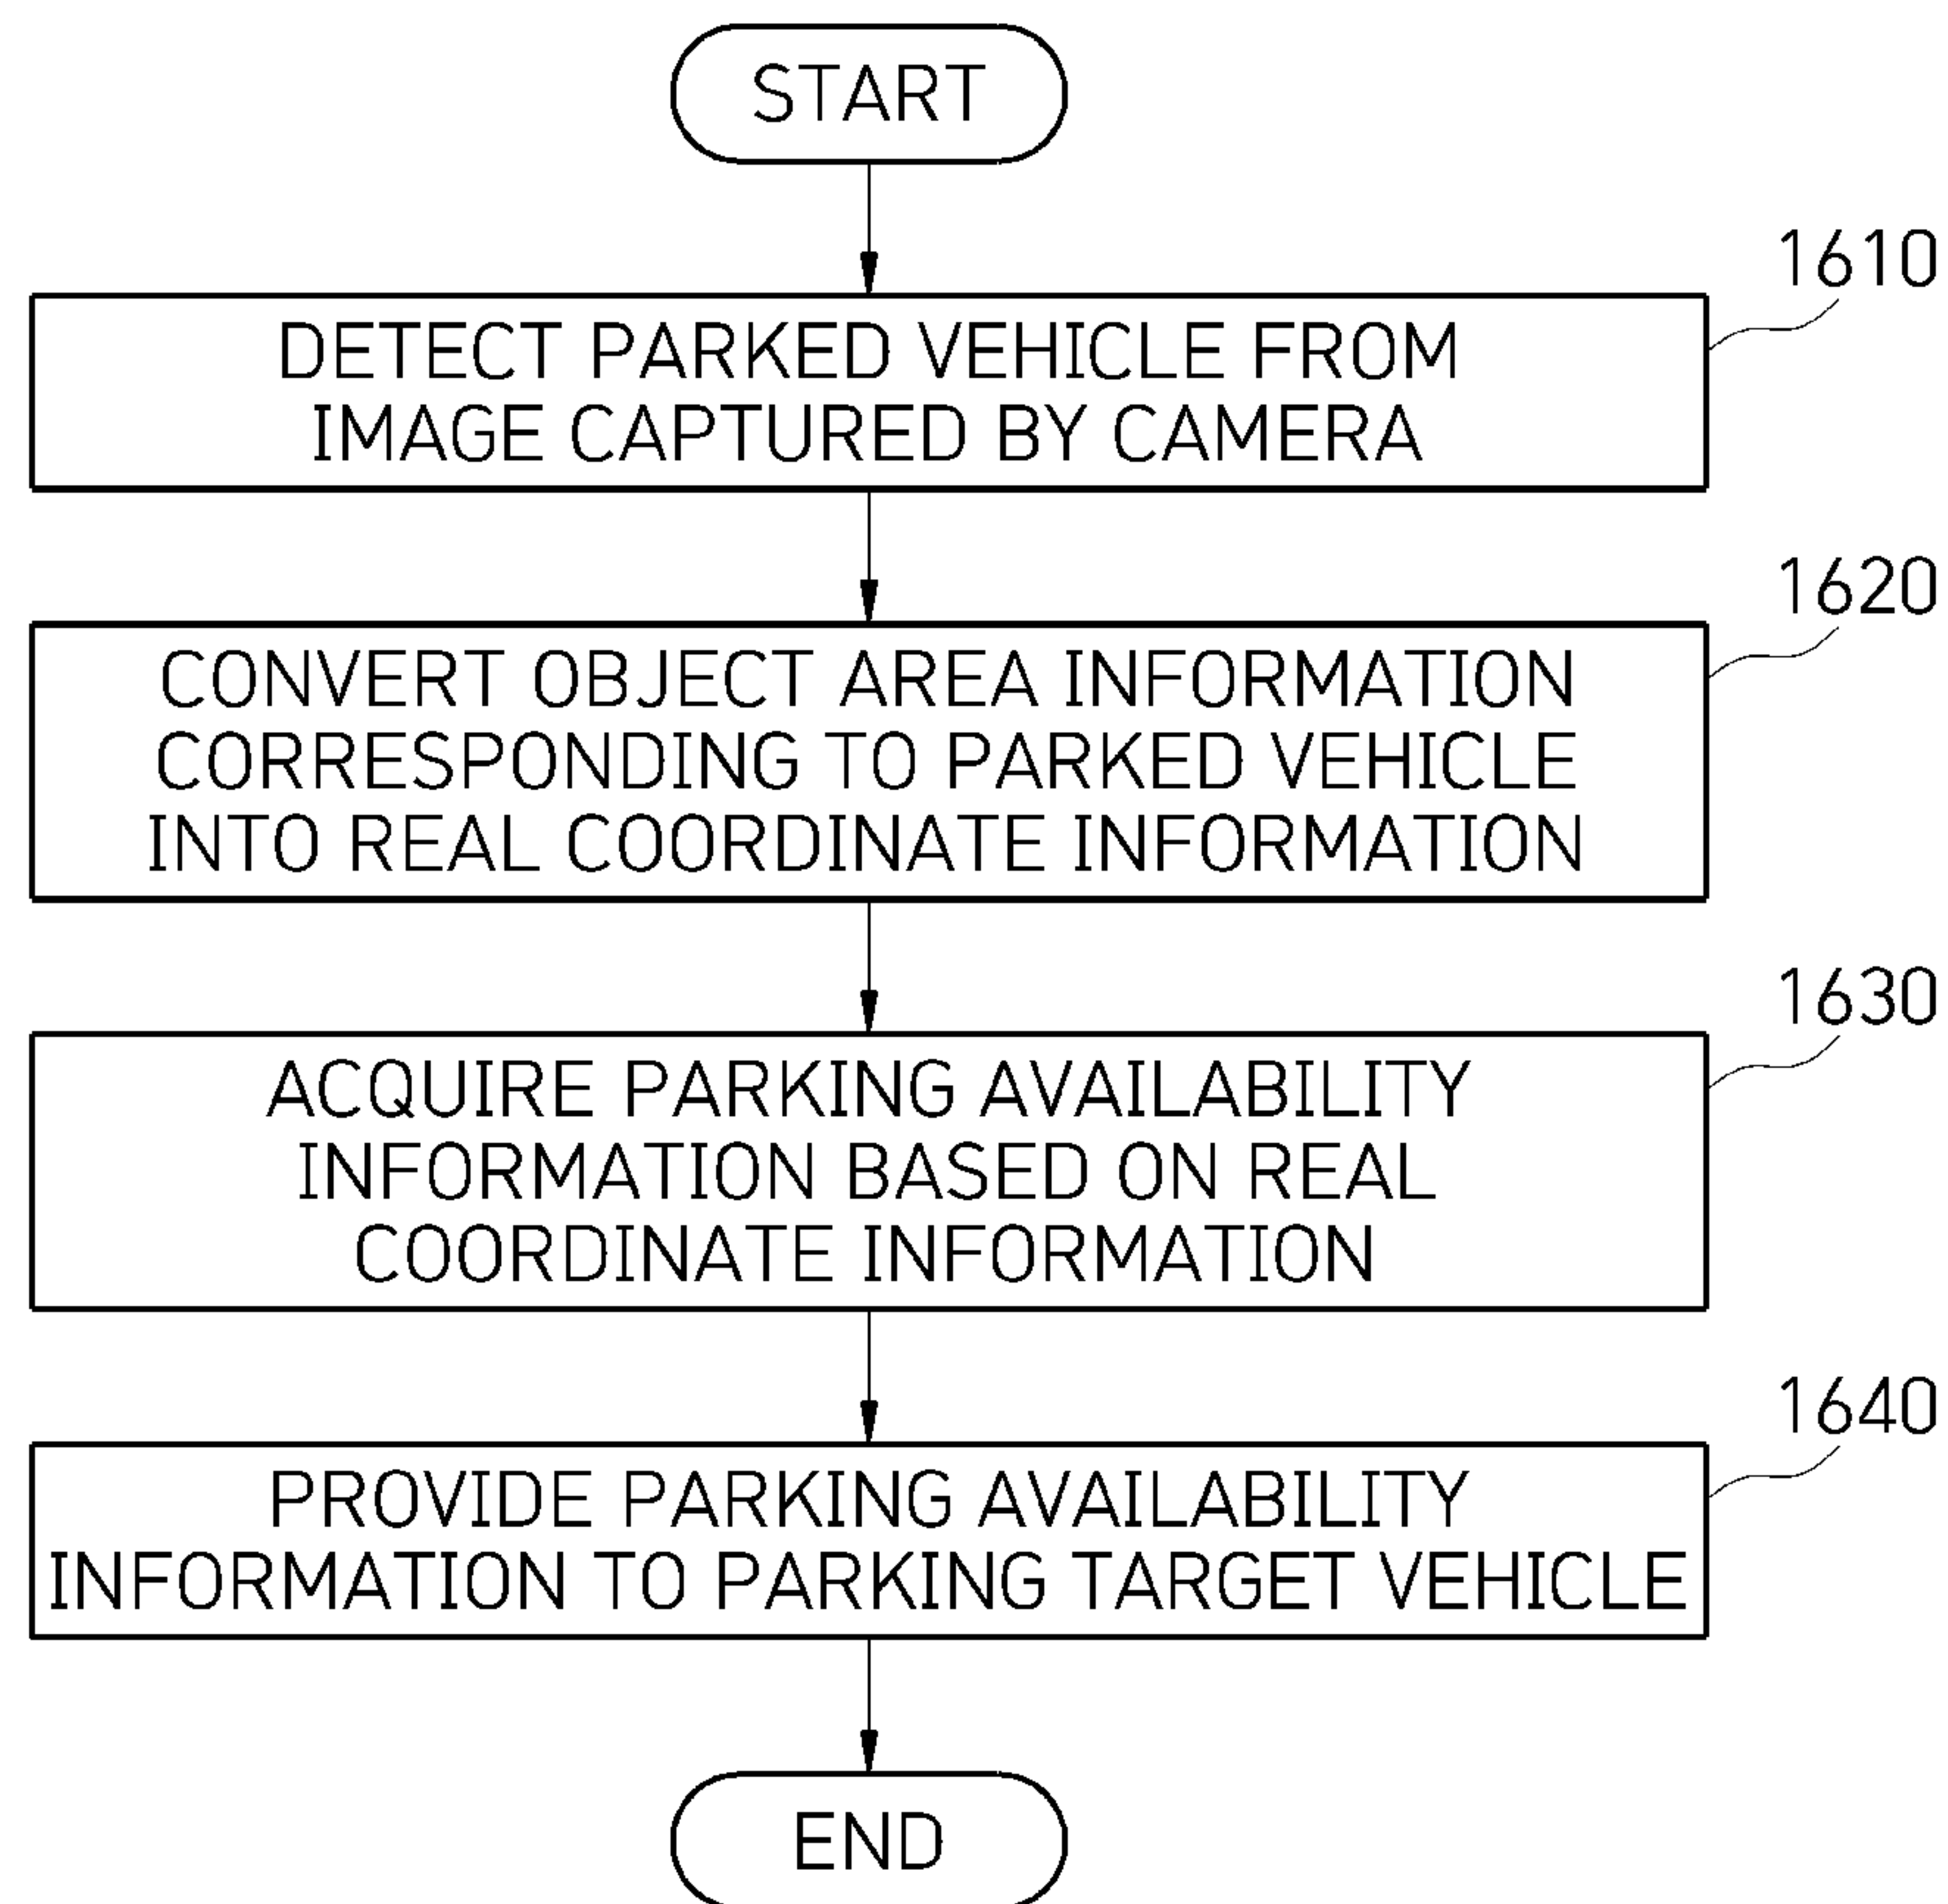 START
1610
DETECT PARKED VEHICLE FROM
IMAGE CAPTURED BY CAMERA
1620
CONVERT OBJECT AREA INFORMATION
CORRESPONDING TO PARKED VEHICLE
INTO REAL COORDINATE INFORMATION
1630
ACQUIRE PARKING AVAILABILITY
INFORMATION BASED ON REAL
COORDINATE INFORMATION
1640
PROVIDE PARKING AVAILABILITY
INFORMATION TO PARKING TARGET VEHICLE
END